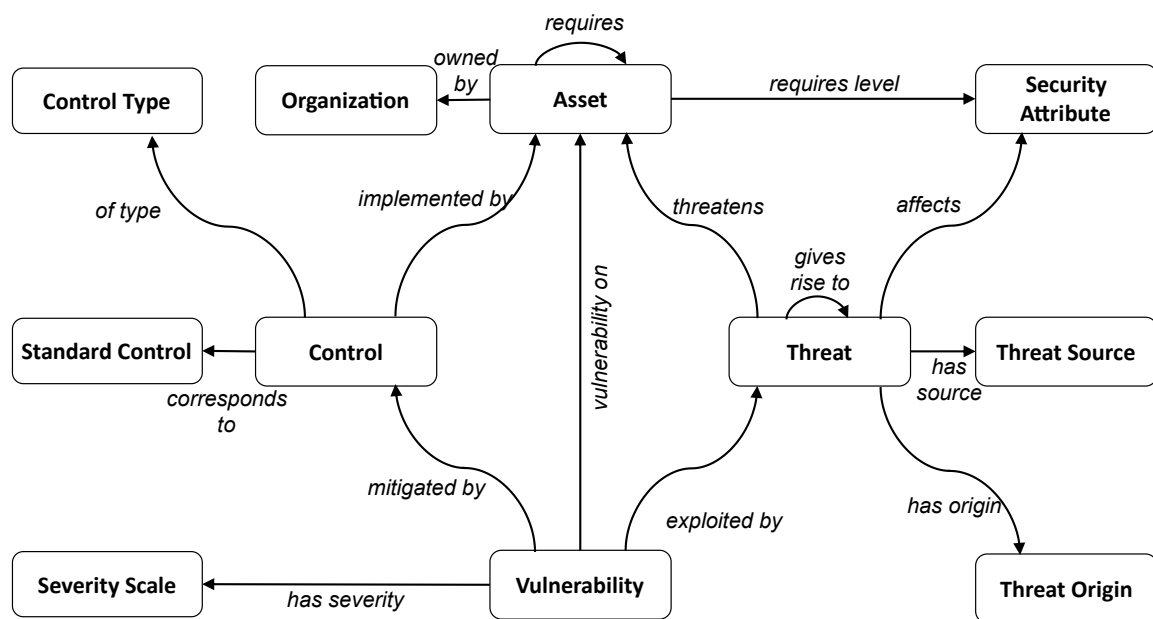 requires
owned
by
Control Type
Organization
Asset
requires level
Security
Attribute
of type
implemented by
threatens
affects
gives
rise to
vulnerability on
Standard Control
Control
Threat
Threat Source
corresponds
to
has
source
mitigated by
exploited by
has origin
Severity Scale
has severity
Vulnerability
Threat Origin